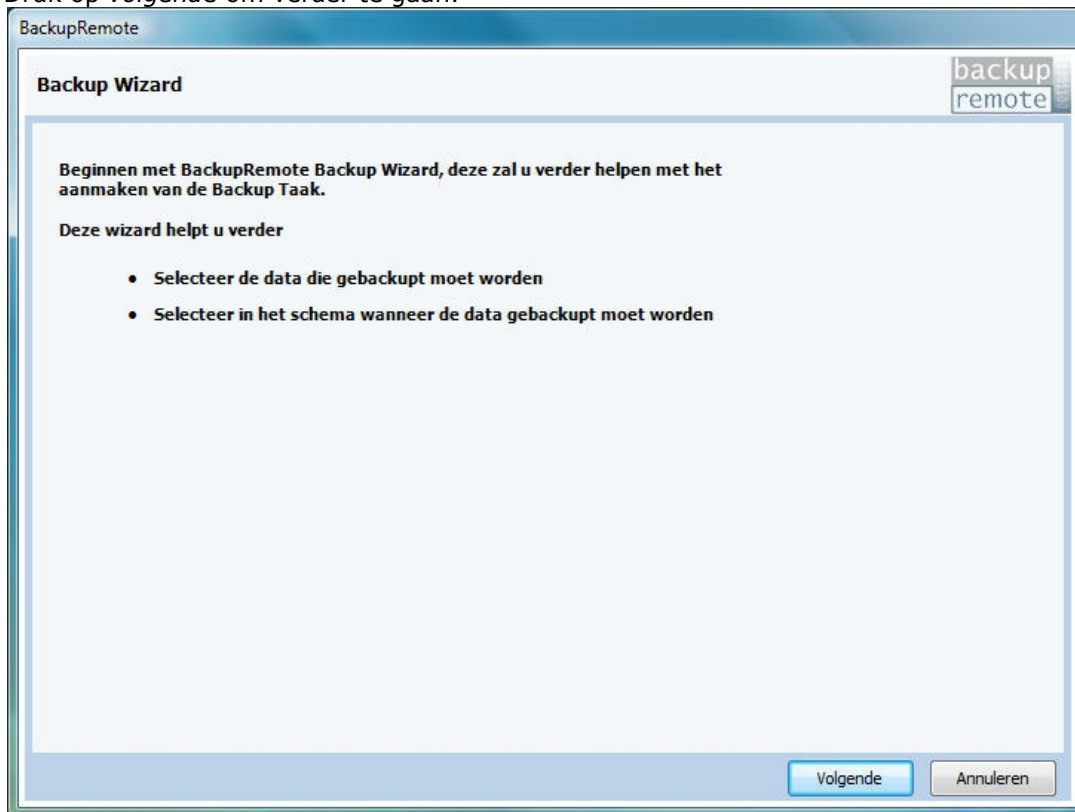 Druk op volgende om verder te gaan.
BackupRemote
Backup Wizard
backup
remote
Beginnen met BackupRemote Backup Wizard, deze zal u verder helpen met het
aanmaken van de Backup Taak.
Deze wizard helpt u verder
• Selecteer de data die gebackupt moet worden
• Selecteer in het schema wanneer de data gebackupt moet worden
Volgende
Annuleren